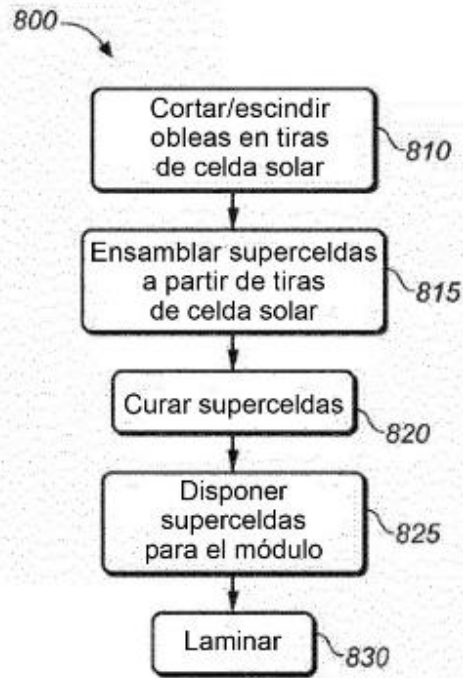 800
Cortar/escindir
obleas en tiras
de celda solar
810
Ensamblar superceldas
a partir de tiras
de celda solar
815
Curar superceldas
820
Disponer
superceldas
para el módulo
825
Laminar
830